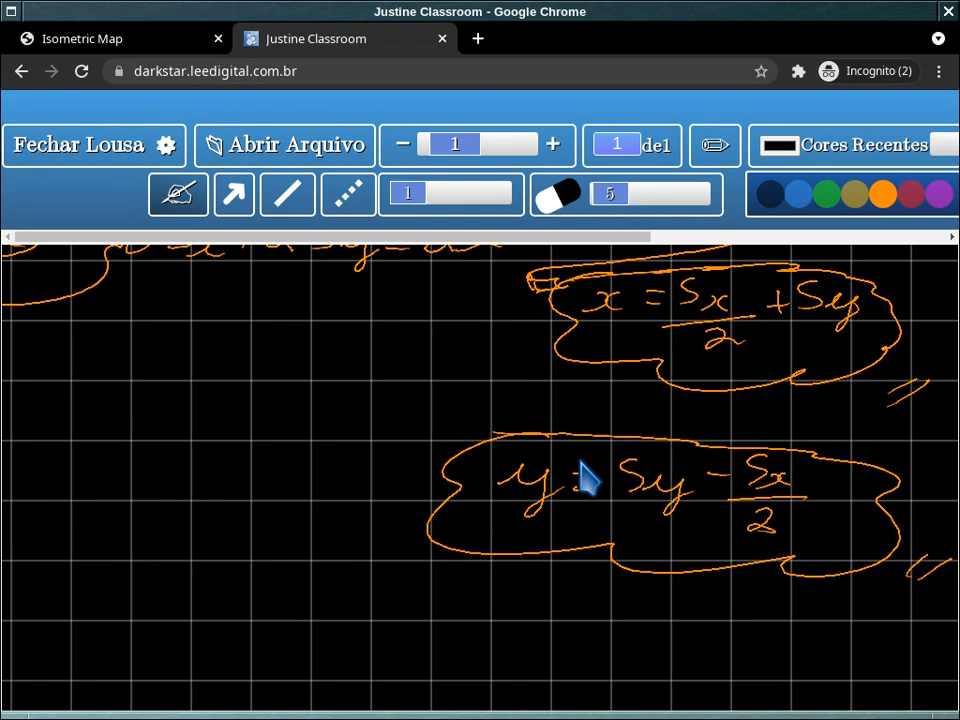 Justine Classroom - Google Chrome
Isometric Map
Justine Classroom
darkstar.leedigital.com.br
Incognito (2)
Fechar Lousa
Abrir Arquivo
− 1 +
1 de1
Cores Recentes
1
5
x = Sx/2 + Sy
y = Sy - Sx/2